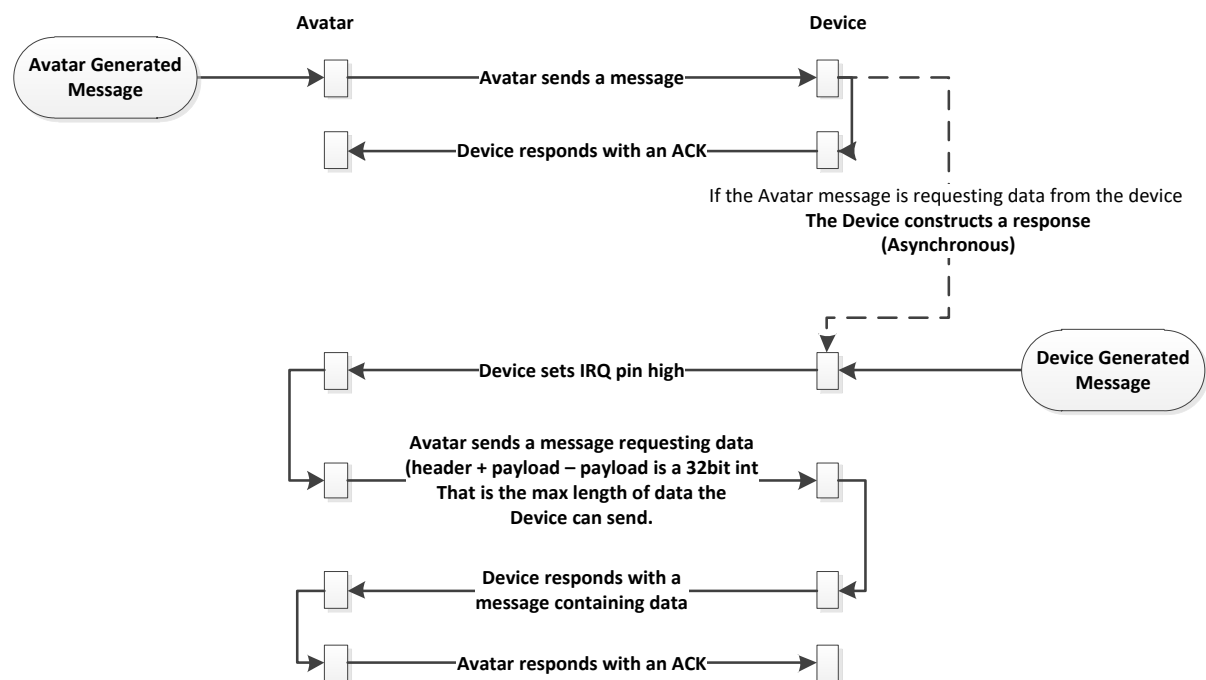 Avatar
Device
Avatar Generated
Message
Avatar sends a message
Device responds with an ACK
If the Avatar message is requesting data from the device
The Device constructs a response
(Asynchronous)
Device sets IRQ pin high
Device Generated
Message
Avatar sends a message requesting data
(header + payload – payload is a 32bit int
That is the max length of data the
Device can send.
Device responds with a
message containing data
Avatar responds with an ACK